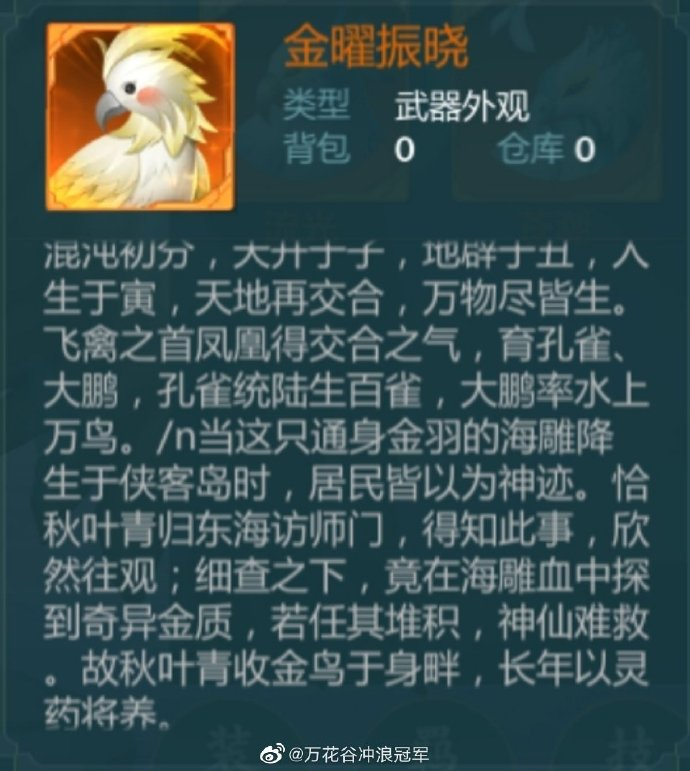 金曜振晓
类型 武器外观
背包 0 仓库 0
混沌初分，天开于子，地辟于丑，人
生于寅，天地再交合，万物尽皆生。
飞禽之首凤凰得交合之气，育孔雀、
大鹏，孔雀统陆生百雀，大鹏率水上
万鸟。/n当这只通身金羽的海雕降
生于侠客岛时，居民皆以为神迹。恰
秋叶青归东海访师门，得知此事，欣
然往观；细查之下，竟在海雕血中探
到奇异金质，若任其堆积，神仙难救
。故秋叶青收金鸟于身畔，长年以灵
药将养。
@万花谷冲浪冠军